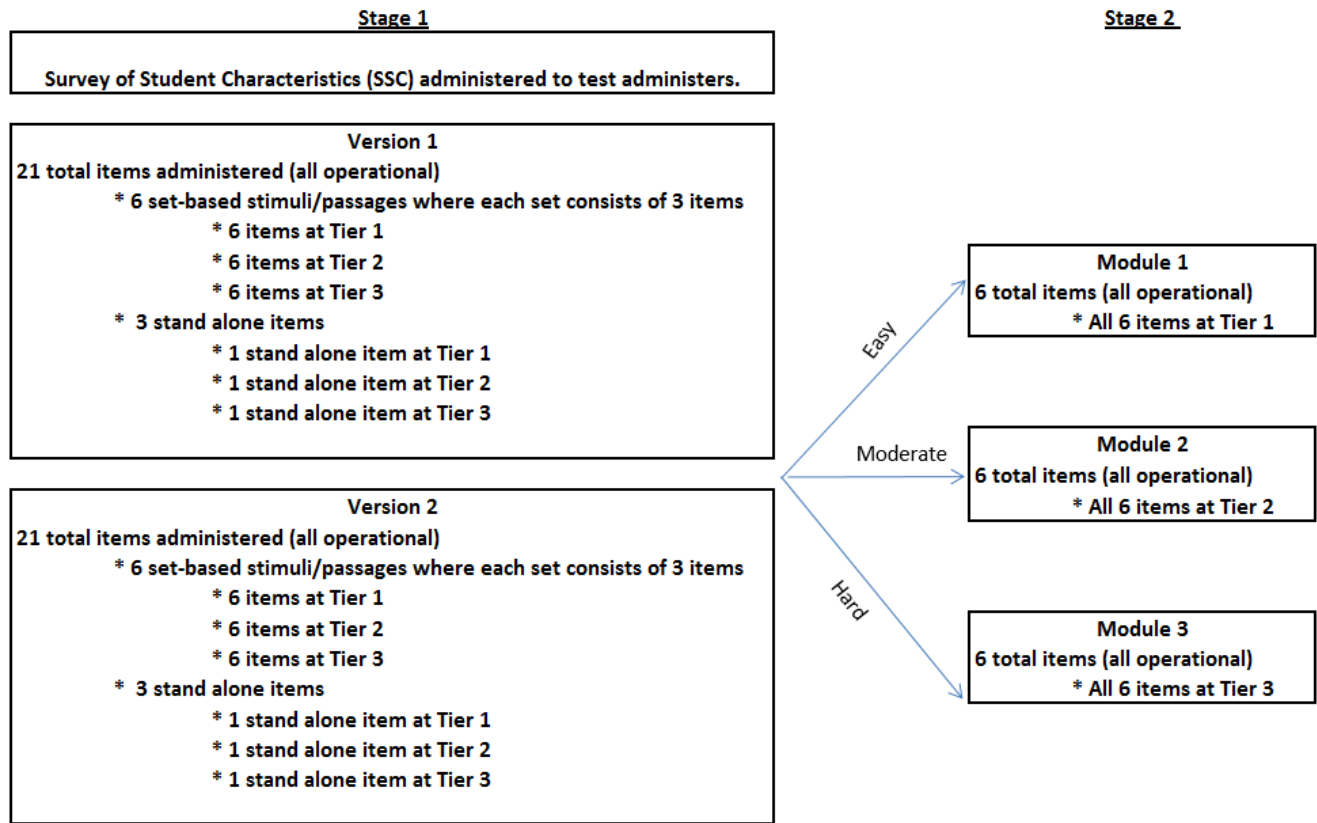 Stage 1
Stage 2
Survey of Student Characteristics (SSC) administered to test administers.
Version 1
21 total items administered (all operational)
* 6 set-based stimuli/passages where each set consists of 3 items
* 6 items at Tier 1
* 6 items at Tier 2
* 6 items at Tier 3
* 3 stand alone items
* 1 stand alone item at Tier 1
* 1 stand alone item at Tier 2
* 1 stand alone item at Tier 3
Version 2
21 total items administered (all operational)
* 6 set-based stimuli/passages where each set consists of 3 items
* 6 items at Tier 1
* 6 items at Tier 2
* 6 items at Tier 3
* 3 stand alone items
* 1 stand alone item at Tier 1
* 1 stand alone item at Tier 2
* 1 stand alone item at Tier 3
Easy
Moderate
Hard
Module 1
6 total items (all operational)
* All 6 items at Tier 1
Module 2
6 total items (all operational)
* All 6 items at Tier 2
Module 3
6 total items (all operational)
* All 6 items at Tier 3